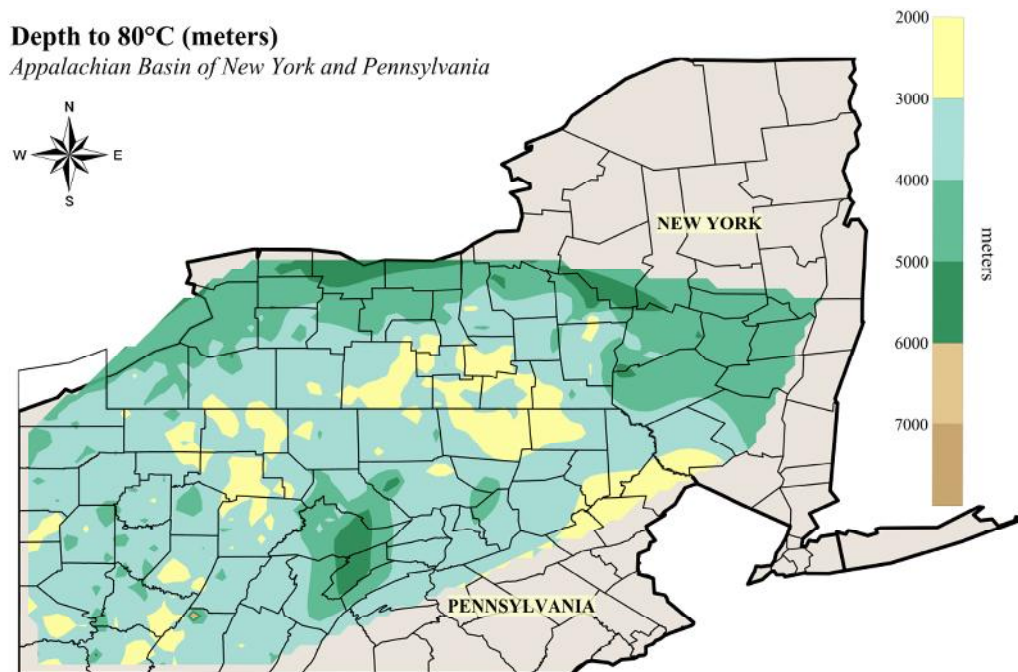 Depth to 80°C (meters)
Appalachian Basin of New York and Pennsylvania
N
W
E
S
2000
3000
4000
5000
6000
7000
meters
NEW YORK
PENNSYLVANIA